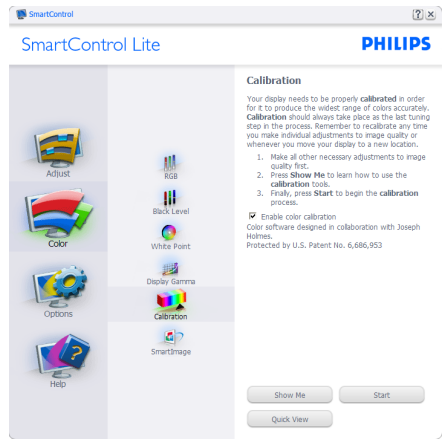 SmartControl
SmartControl Lite
PHILIPS
Adjust
Color
Options
Help
RGB
Black Level
White Point
Display Gamma
Calibration
SmartImage
Calibration
Your display needs to be properly calibrated in order
for it to produce the widest range of colors accurately.
Calibration should always take place as the last tuning
step in the process. Remember to recalibrate any time
you make individual adjustments to image quality or
whenever you move your display to a new location.
1. Make all other necessary adjustments to image
quality first.
2. Press Show Me to learn how to use the
calibration tools.
3. Finally, press Start to begin the calibration
process.
Enable color calibration
Color software designed in collaboration with Joseph
Holmes.
Protected by U.S. Patent No. 6,686,953
Show Me
Start
Quick View